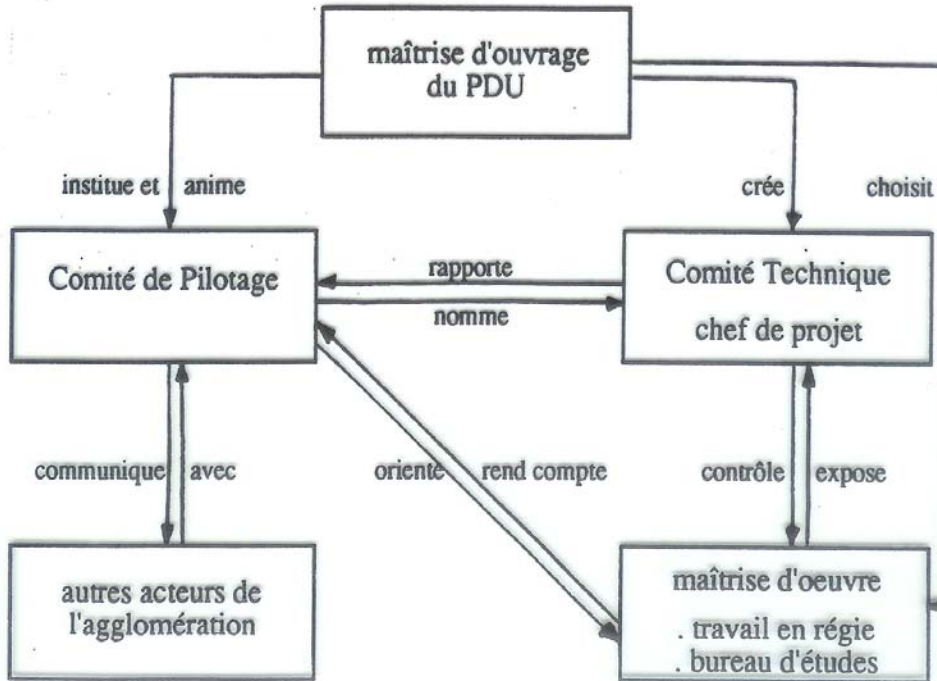 maîtrise d'ouvrage
du PDU
institue et anime
crée
choisit
Comité de Pilotage
rapporte
nomme
Comité Technique
chef de projet
communique avec
oriente
rend compte
contrôle
expose
autres acteurs de
l'agglomération
maîtrise d'oeuvre
. travail en régie
. bureau d'études